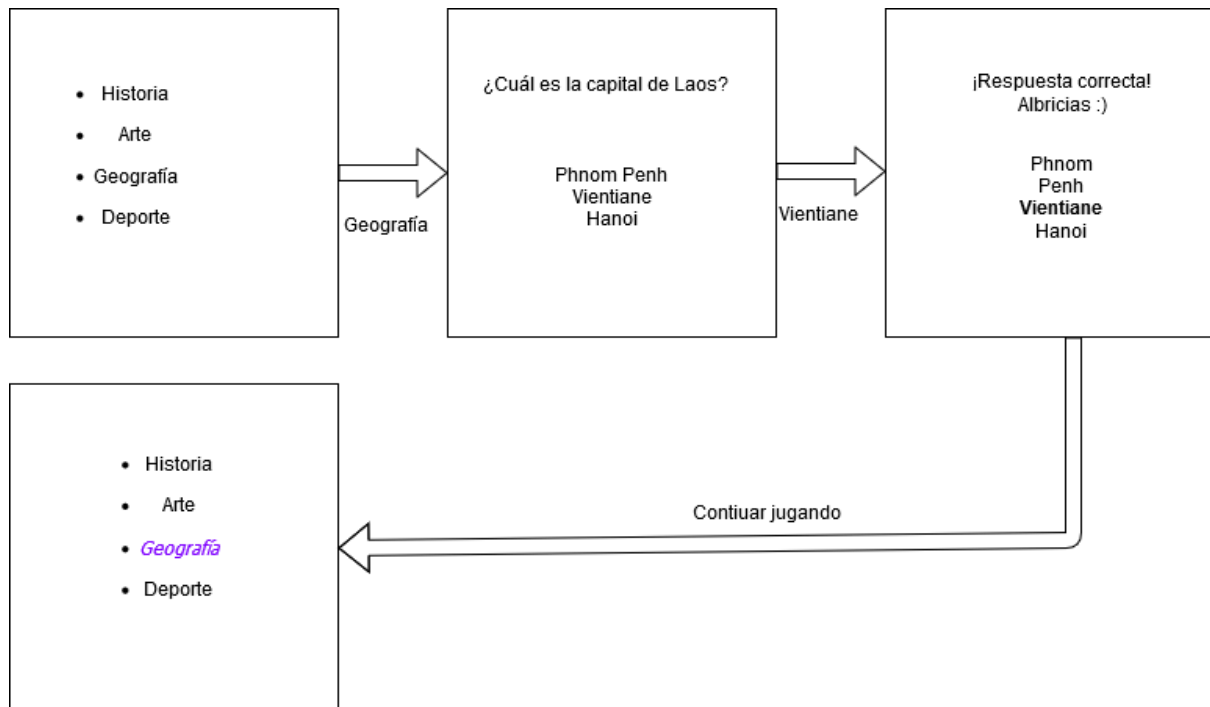 Historia
Arte
Geografía
Deporte
Geografía
¿Cuál es la capital de Laos?
Phnom Penh
Vientiane
Hanoi
Vientiane
¡Respuesta correcta!
Albricias :)
Phnom
Penh
Vientiane
Hanoi
Contiuar jugando
Historia
Arte
Geografía
Deporte